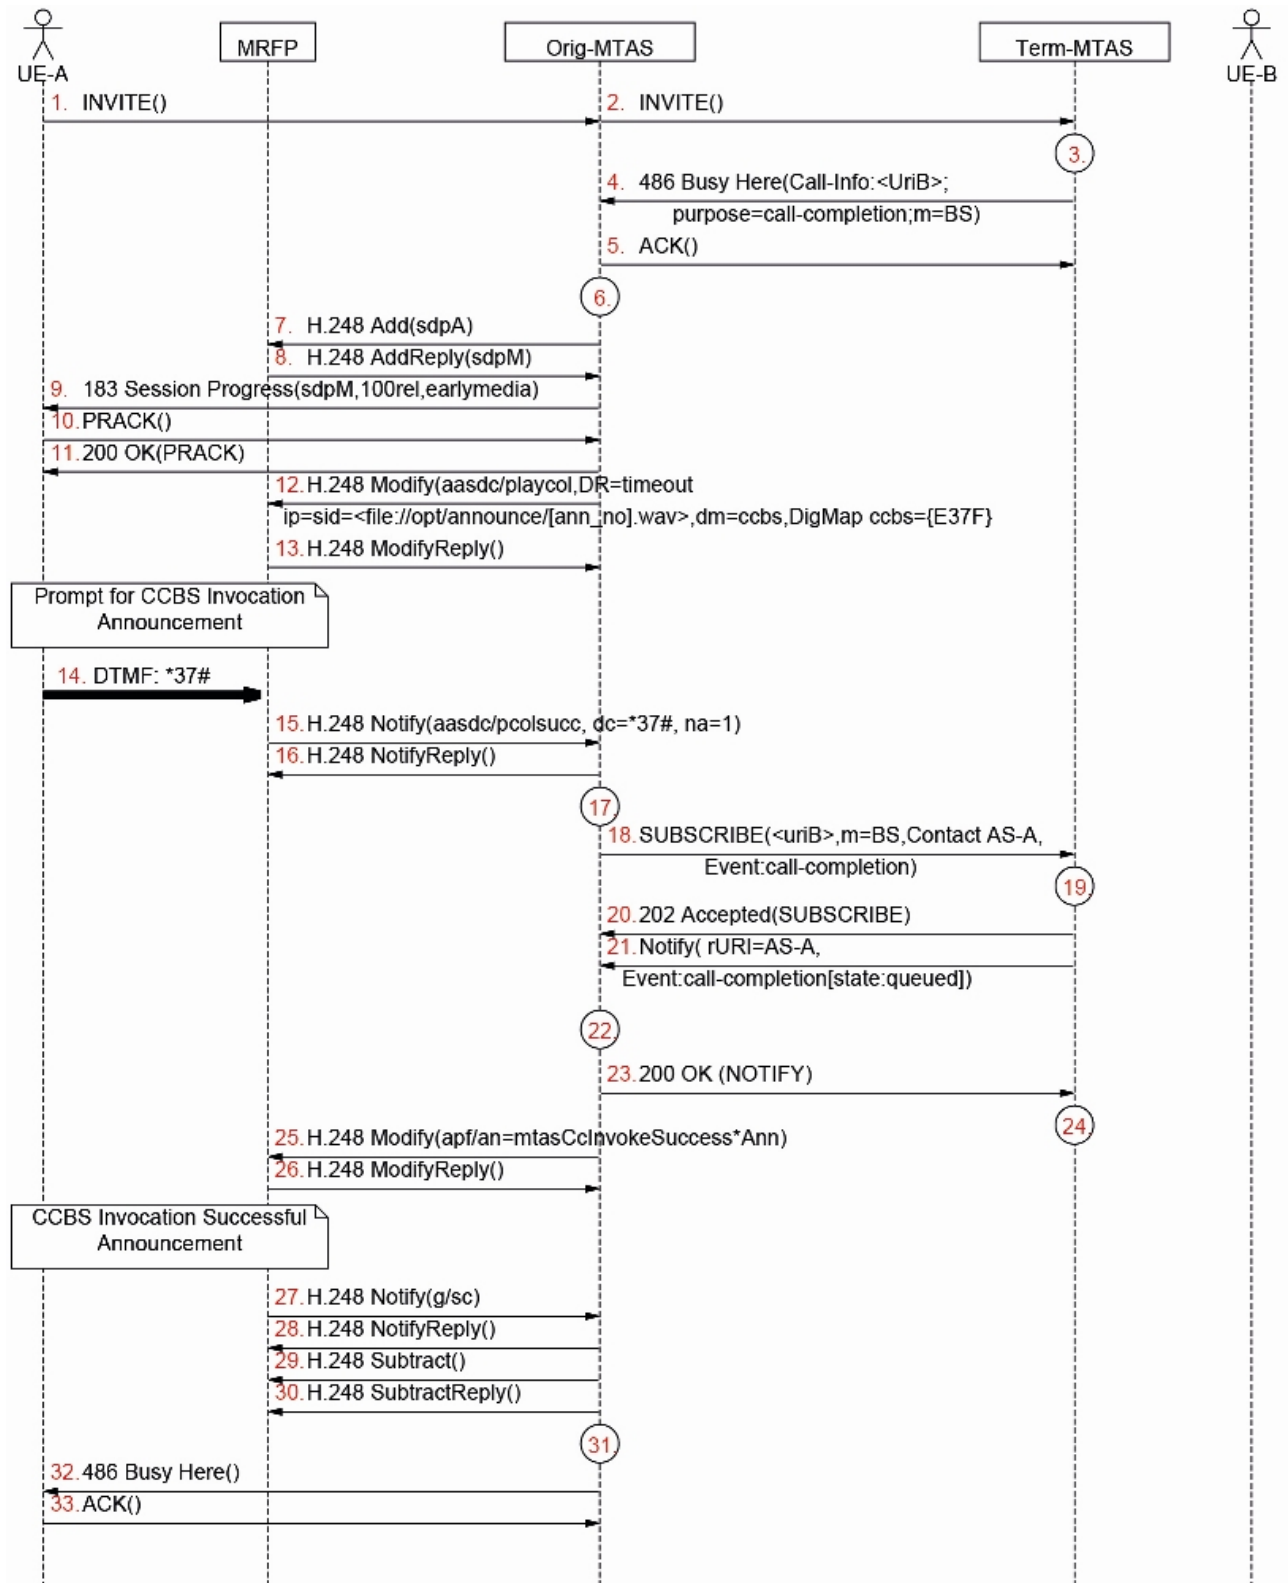 UE-A
MRFP
Orig-MTAS
Term-MTAS
UE-B
1. INVITE()
2. INVITE()
3.
4. 486 Busy Here(Call-Info:<UriB>;
purpose=call-completion;m=BS)
5. ACK()
6.
7. H.248 Add(sdpA)
8. H.248 AddReply(sdpM)
9. 183 Session Progress(sdpM,100rel,earlymedia)
10. PRACK()
11. 200 OK(PRACK)
12. H.248 Modify(aasdc/playcol,DR=timeout
ip=sid=<file://opt/announce/[ann_no].wav>,dm=ccbs,DigMap ccbs={E37F}
13. H.248 ModifyReply()
Prompt for CCBS Invocation
Announcement
14. DTMF: *37#
15. H.248 Notify(aasdc/pcolsucc, dc=*37#, na=1)
16. H.248 NotifyReply()
17.
18. SUBSCRIBE(<uriB>,m=BS,Contact AS-A,
Event:call-completion)
19.
20. 202 Accepted(SUBSCRIBE)
21. Notify( rURI=AS-A,
Event:call-completion[state:queued])
22.
23. 200 OK (NOTIFY)
24.
25. H.248 Modify(apf/an=mtasCcInvokeSuccess*Ann)
26. H.248 ModifyReply()
CCBS Invocation Successful
Announcement
27. H.248 Notify(g/sc)
28. H.248 NotifyReply()
29. H.248 Subtract()
30. H.248 SubtractReply()
31.
32. 486 Busy Here()
33. ACK()